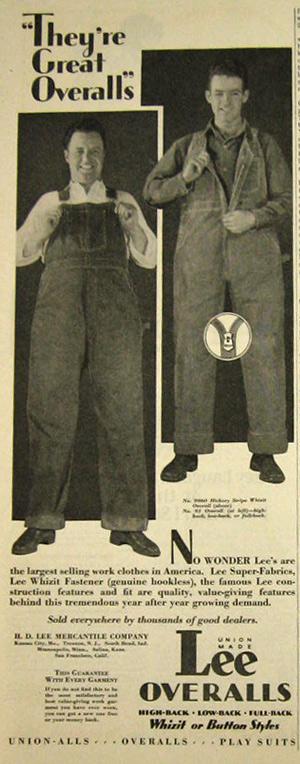 "They're
Great
Overalls"
No. 9960 Hickory Stripe Whizit
Overall (above)
No. 91 Overall (at left)—high-
back, low-back, or full-back.
NO WONDER Lee's are
the largest selling work clothes in America. Lee Super-Fabrics,
Lee Whizit Fastener (genuine hookless), the famous Lee con-
struction features and fit are quality, value-giving features
behind this tremendous year after year growing demand.
Sold everywhere by thousands of good dealers.
H. D. LEE MERCANTILE COMPANY
Kansas City, Mo., Trenton, N. J., South Bend, Ind.
Minneapolis, Minn., Salina, Kans.
San Francisco, Calif.
THIS GUARANTEE
WITH EVERY GARMENT
If you do not find this to be
the most satisfactory and
best value-giving work gar-
ment you have ever worn,
you can get a new one free
or your money back.
UNION
MADE
Lee
OVERALLS
HIGH-BACK · LOW-BACK · FULL-BACK
Whizit or Button Styles
UNION-ALLS . . . OVERALLS . . . PLAY SUITS